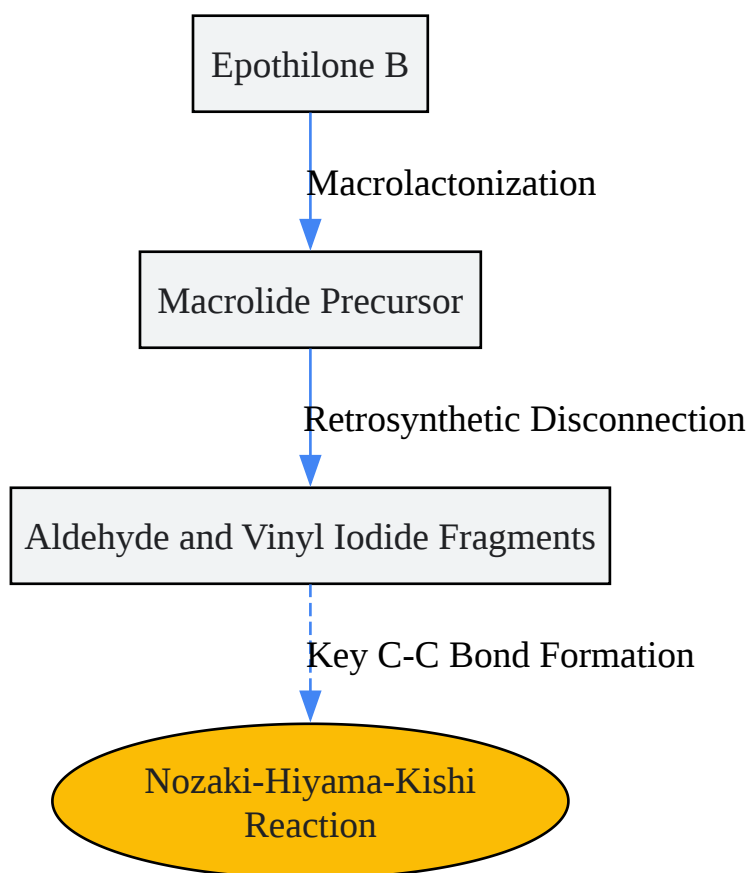 Epothilone B
Macrolactonization
Macrolide Precursor
Retrosynthetic Disconnection
Aldehyde and Vinyl Iodide Fragments
Key C-C Bond Formation
Nozaki-Hiyama-Kishi
Reaction